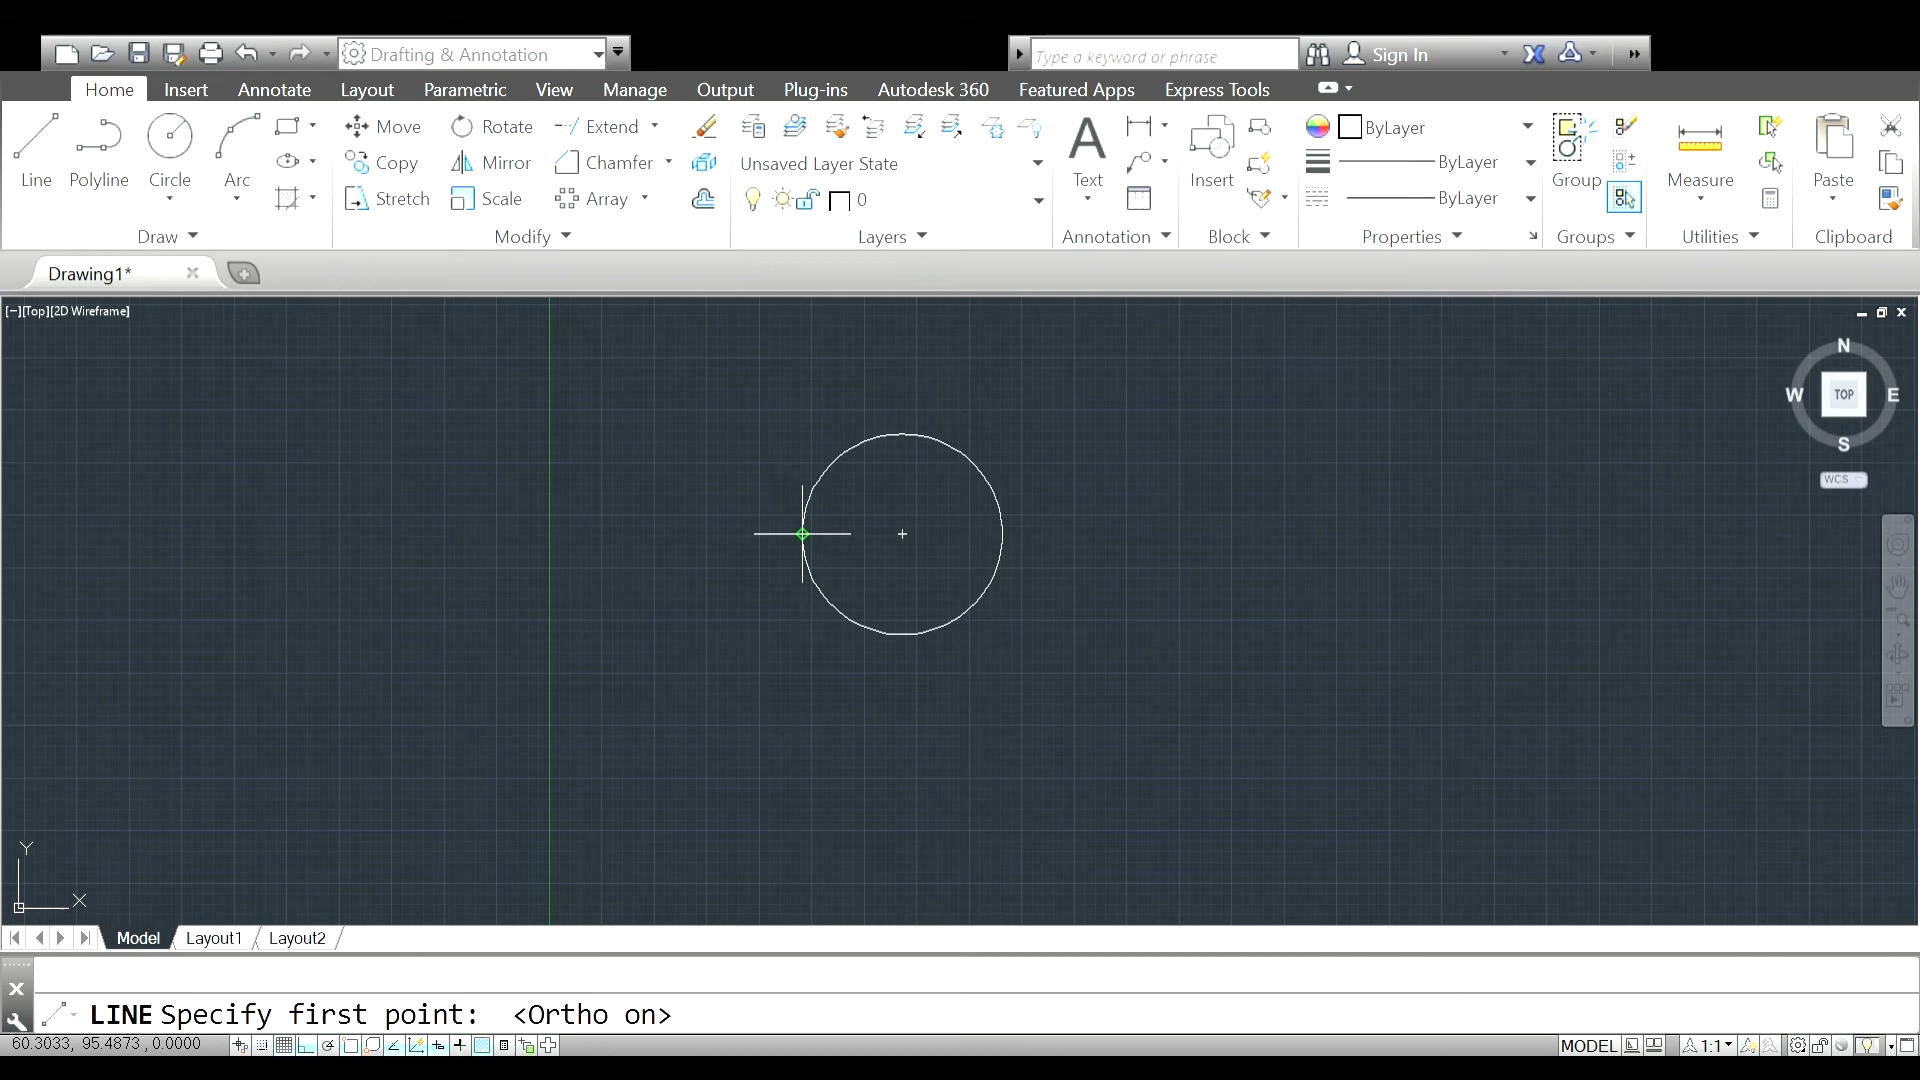 Drafting & Annotation
Type a keyword or phrase
Sign In
Home Insert Annotate Layout Parametric View Manage Output Plug-ins Autodesk 360 Featured Apps Express Tools
Line Polyline Circle Arc
Move Rotate Extend
Copy Mirror Chamfer
Stretch Scale Array
Unsaved Layer State
0
A
Text
Insert
ByLayer
ByLayer
ByLayer
Group
Measure
Paste
Draw Modify Layers Annotation Block Properties Groups Utilities Clipboard
Drawing1*
[−][Top][2D Wireframe]
N
W TOP E
S
WCS
Y
X
Model Layout1 Layout2
LINE Specify first point:  <Ortho on>
60.3033, 95.4873 , 0.0000
MODEL
1:1